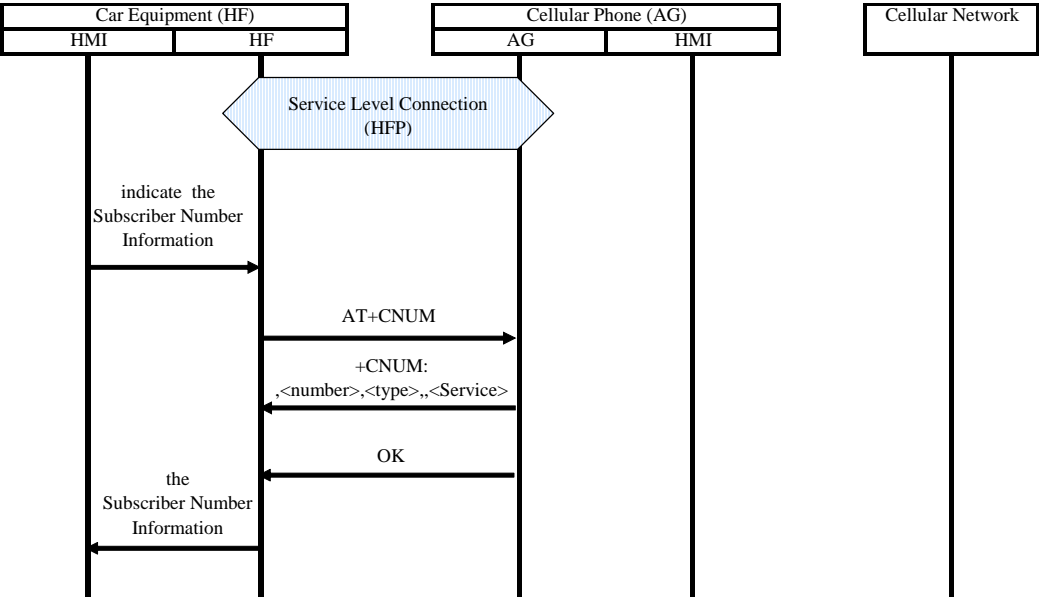 Car Equipment (HF)
Cellular Phone (AG)
Cellular Network
HMI
HF
AG
HMI
Service Level Connection
(HFP)
indicate the
Subscriber Number
Information
AT+CNUM
+CNUM:
,<number>,<type>,,<Service>
OK
the
Subscriber Number
Information